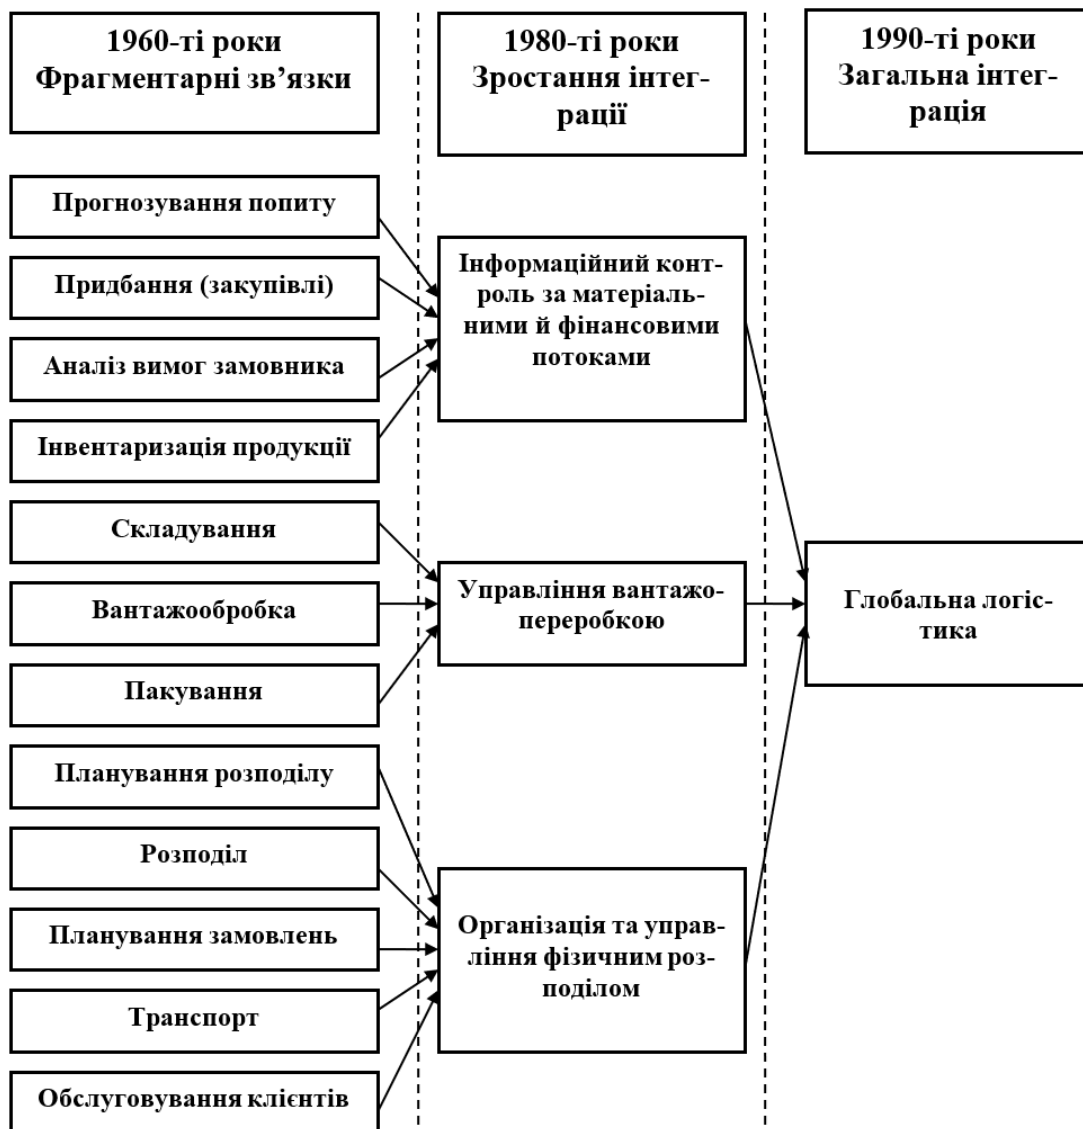 1960-ті роки
Фрагментарні зв’язки
1980-ті роки
Зростання інтег-
рації
1990-ті роки
Загальна інтег-
рація
Прогнозування попиту
Придбання (закупівлі)
Аналіз вимог замовника
Інвентаризація продукції
Складування
Вантажообробка
Пакування
Планування розподілу
Розподіл
Планування замовлень
Транспорт
Обслуговування клієнтів
Інформаційний конт-
роль за матеріаль-
ними й фінансовими
потоками
Управління вантажо-
переробкою
Організація та управ-
ління фізичним роз-
поділом
Глобальна логіс-
тика